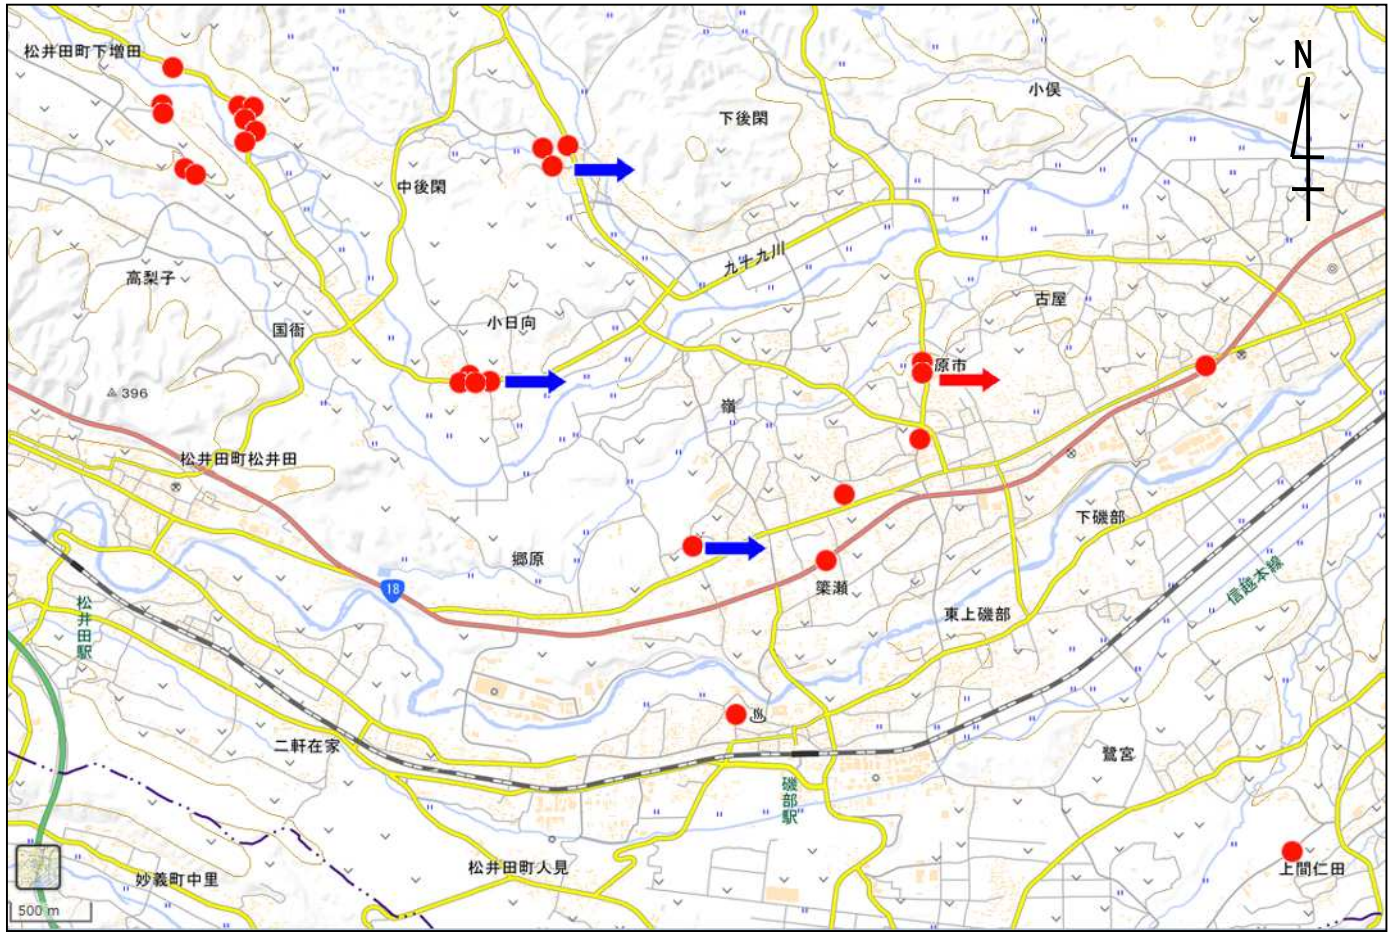 松井田町下増田
N
小俣
下後閑
中後閑
九十九川
高梨子
古屋
小日向
国衙
原市
396
嶺
松井田町松井田
下磯部
郷原
18
簗瀬
信越本線
東上磯部
松井田駅
二軒在家
鷺宮
磯部駅
松井田町人見
上間仁田
妙義町中里
500 m